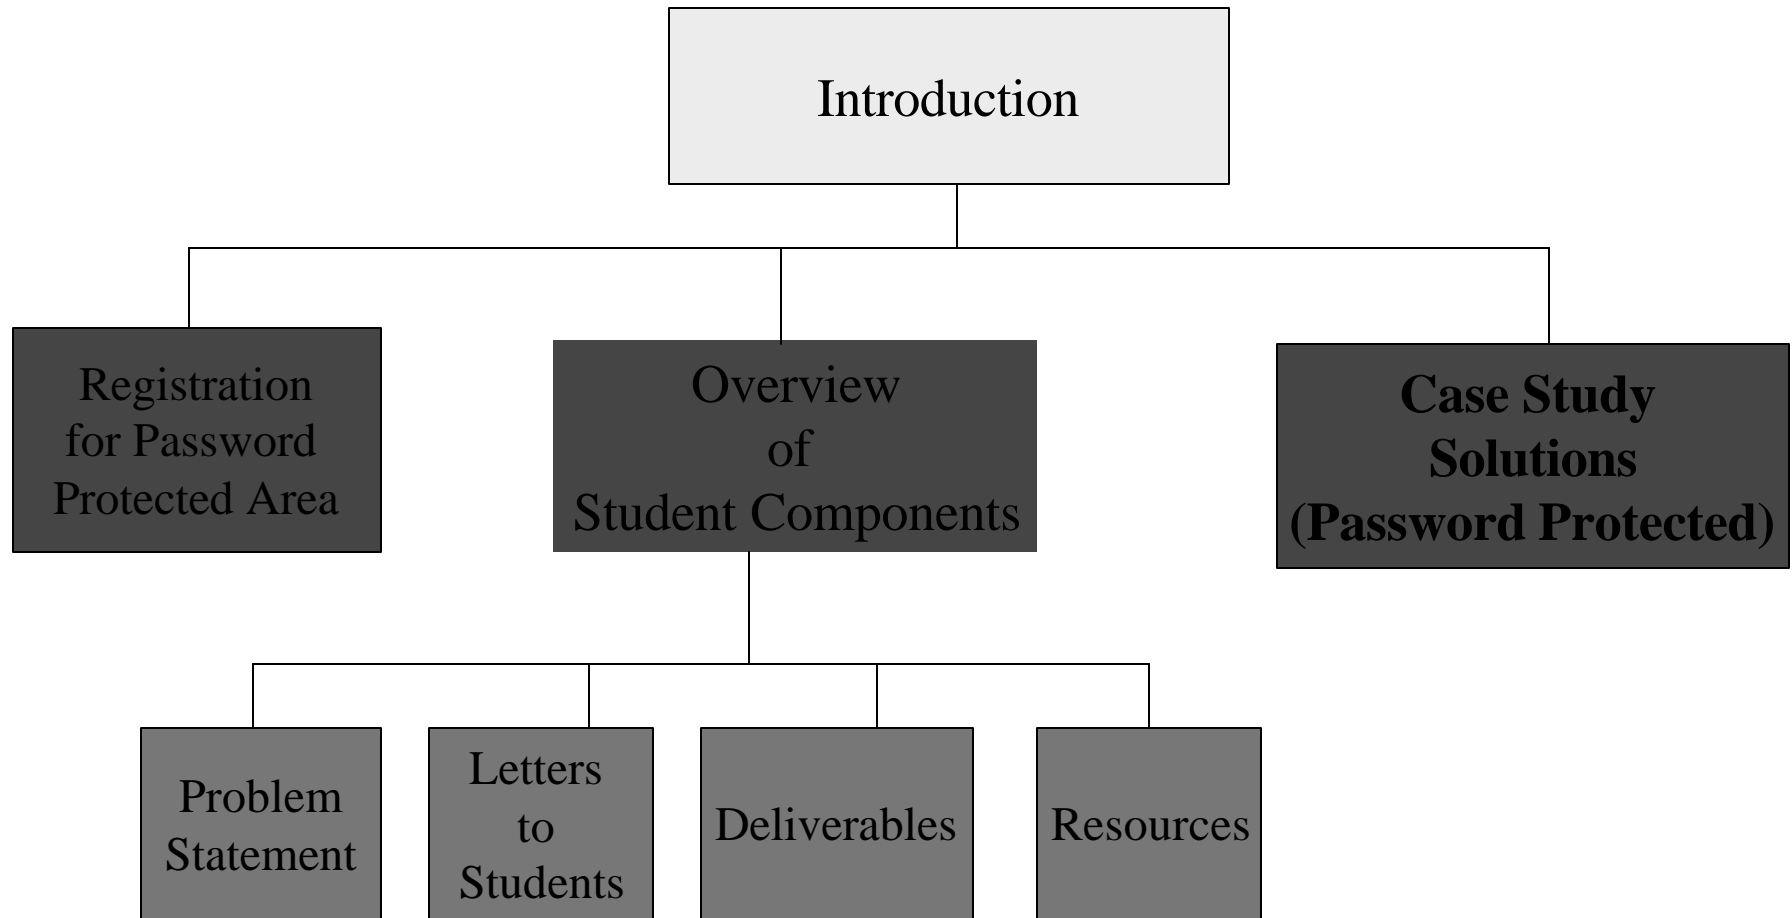 Introduction
Registration
for Password
Protected Area
Overview
of
Student Components
Case Study
Solutions
(Password Protected)
Problem
Statement
Letters
to
Students
Deliverables
Resources